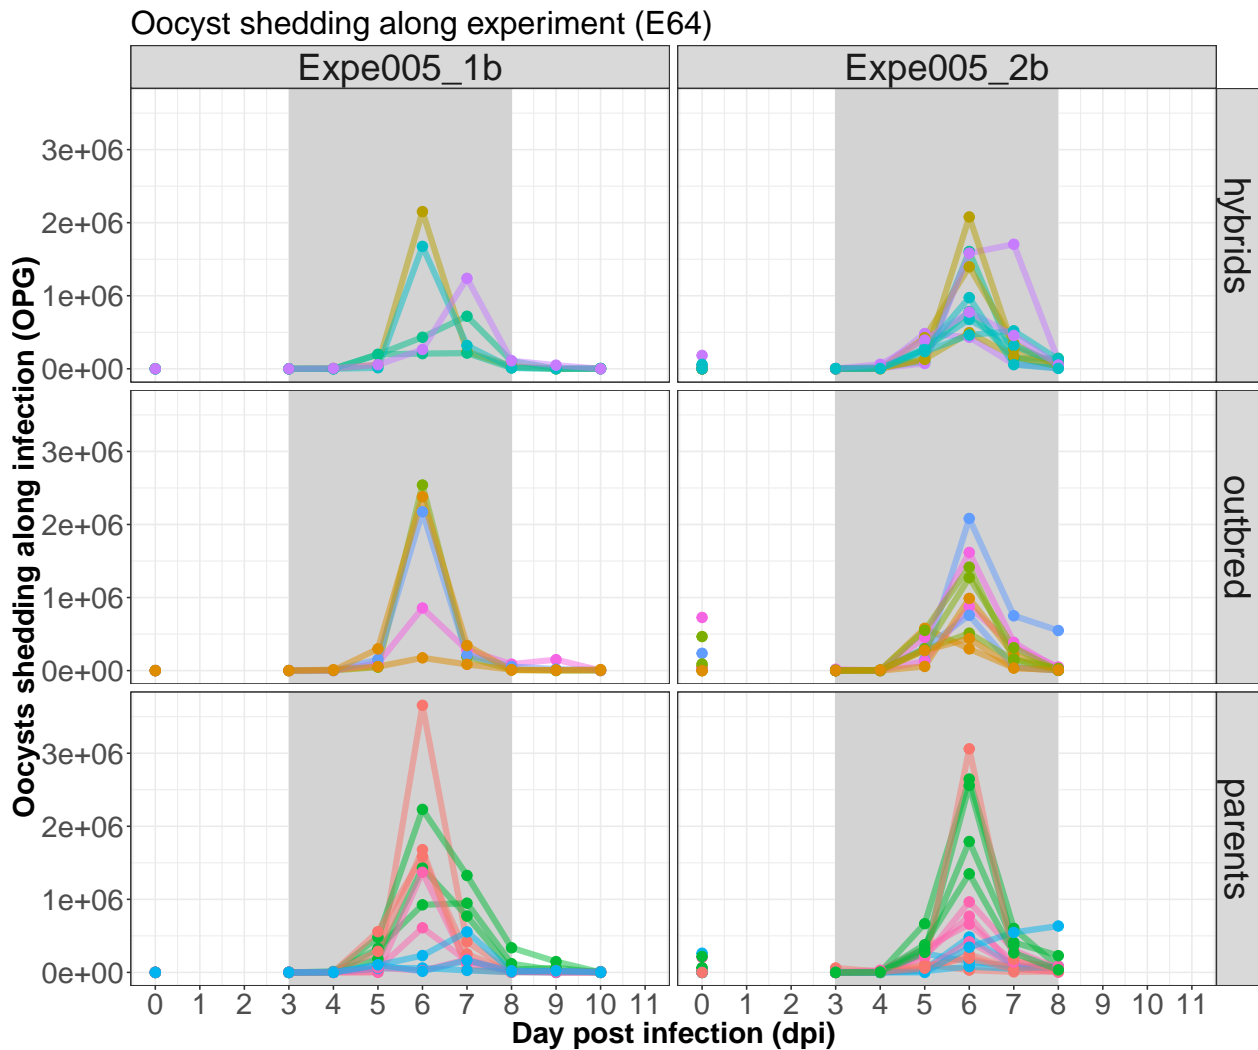 Oocyst shedding along experiment (E64)
Expe005_1b
Expe005_2b
Oocysts shedding along infection (OPG)
3e+06
2e+06
1e+06
0e+00
hybrids
3e+06
2e+06
1e+06
0e+00
outbred
3e+06
2e+06
1e+06
0e+00
parents
0 1 2 3 4 5 6 7 8 9 10 11
0 1 2 3 4 5 6 7 8 9 10 11
Day post infection (dpi)